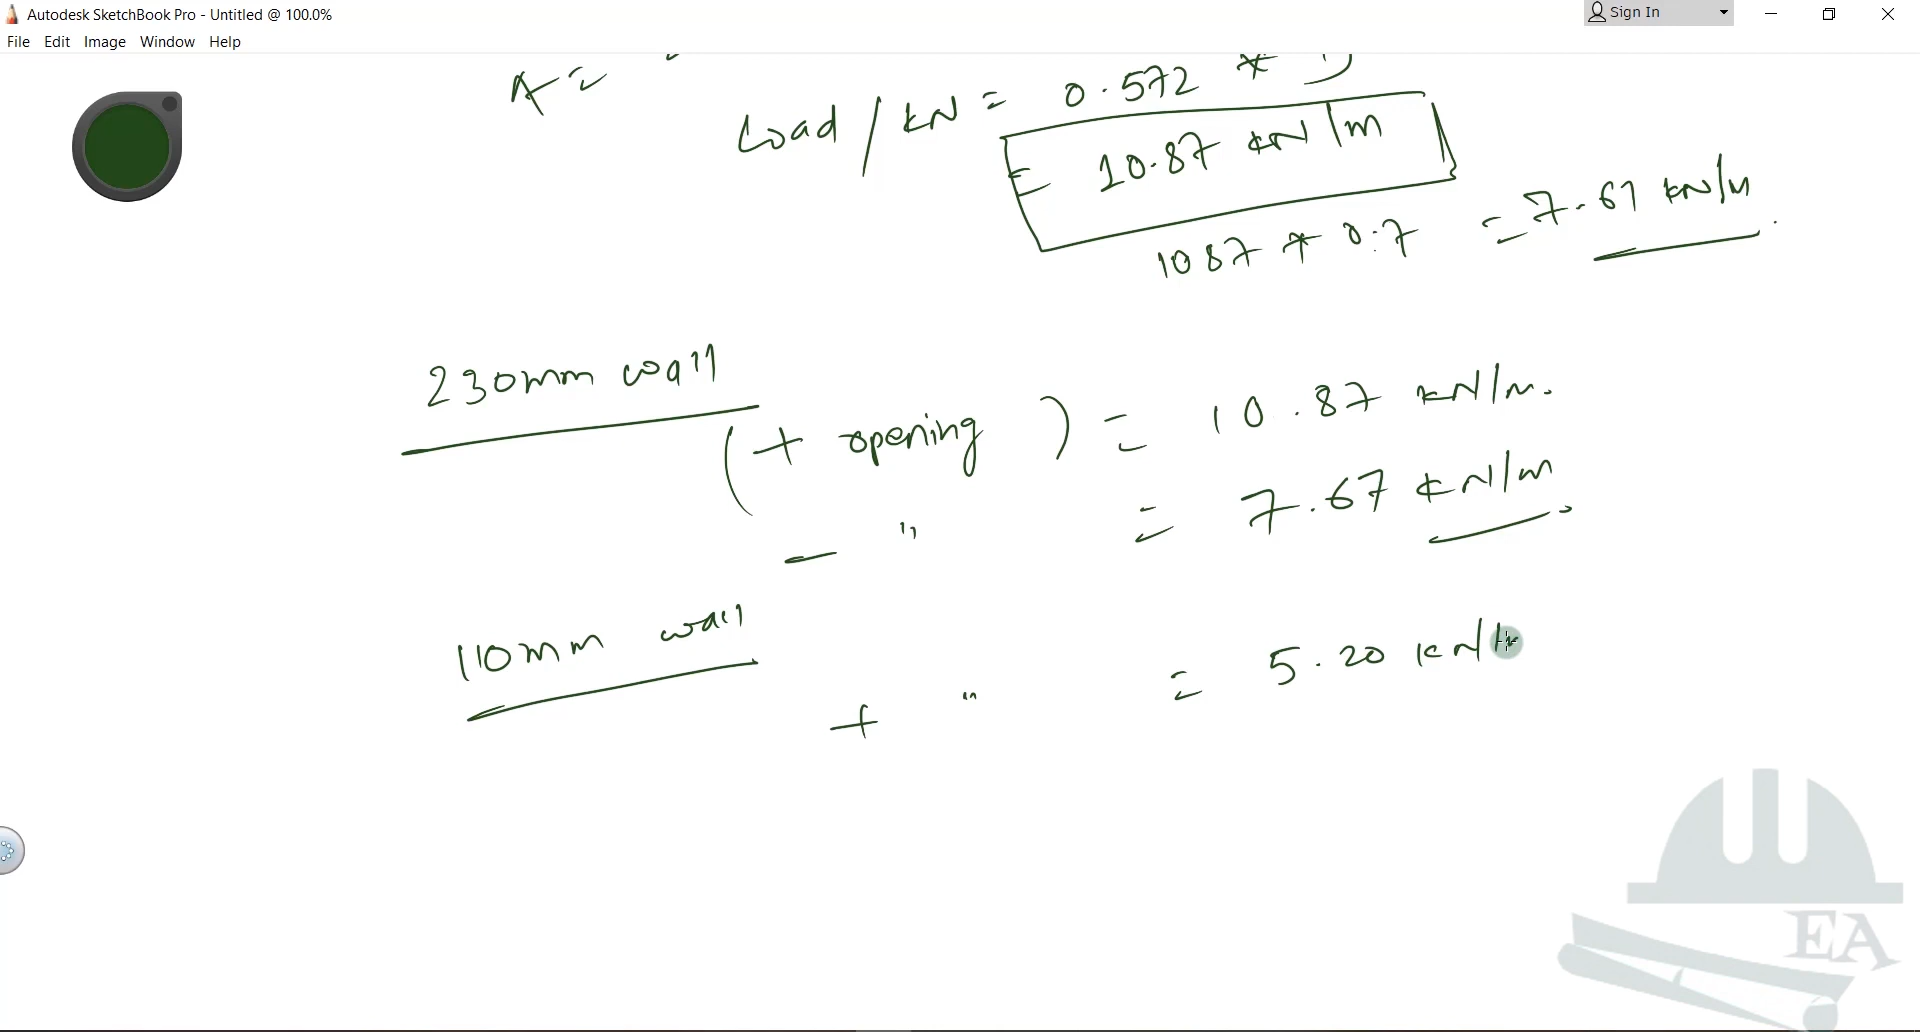 Autodesk SketchBook Pro - Untitled @ 100.0%
Sign In
File Edit Image Window Help
A =
Load / kN = 0.572 *
= 10.87 kN/m
1087 * 0.7 = 7.61 kN/m
230mm wall
(+ opening) = 10.87 kN/m.
- " = 7.67 kN/m
110mm wall
+ " = 5.20 kN/
EA